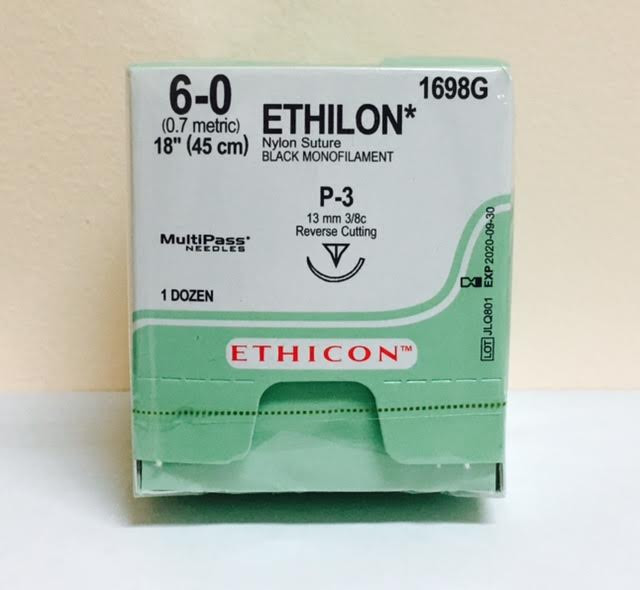 6-0
(0.7 metric)
18" (45 cm)
ETHILON*
Nylon Suture
BLACK MONOFILAMENT
1698G
P-3
13 mm 3/8c
Reverse Cutting
MultiPass*
NEEDLES
1 DOZEN
LOT JLQ801 EXP 2020-09-30
ETHICON™